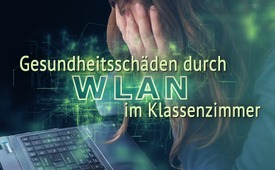 Gesundheitsschäden durch
WLAN
im Klassenzimmer